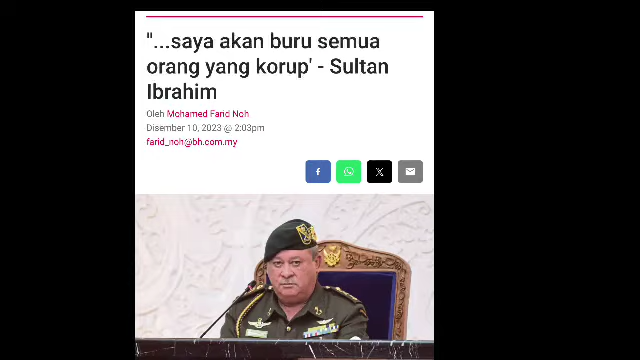 "...saya akan buru semua
orang yang korup' - Sultan
Ibrahim
Oleh Mohamed Farid Noh
Disember 10, 2023 @ 2:03pm
farid_noh@bh.com.my